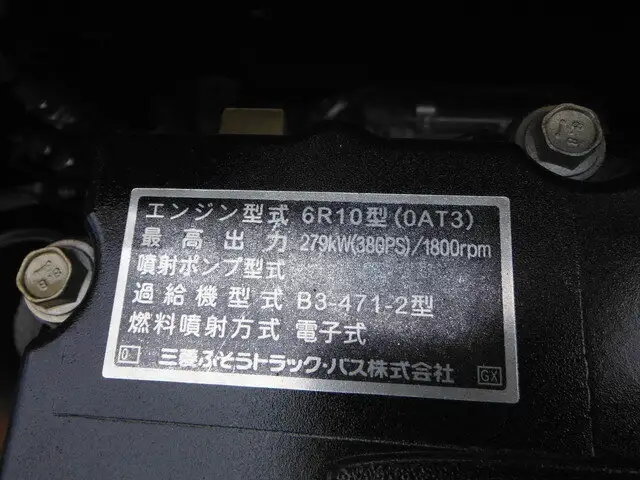 エンジン型式 6R10型(0AT3)
最高出力 279kW(380PS)/1800rpm
噴射ポンプ型式
過給機型式 B3-471-2型
燃料噴射方式 電子式
0 三菱ふそうトラック・バス株式会社 GX